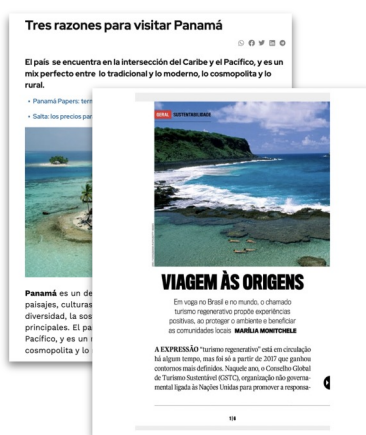 Tres razones para visitar Panamá
El país se encuentra en la intersección del Caribe y el Pacífico, y es un
mix perfecto entre lo tradicional y lo moderno, lo cosmopolita y lo
rural.
• Panamá Papers:
• Salta: los precios
Panamá es un
paisajes, culturas
diversidad, la
principales. El
Pacífico, y es un
cosmopolita y lo
GERAL SUSTENTABILIDADE
VIAGEM ÀS ORIGENS
Em voga no Brasil e no mundo, o chamado
turismo regenerativo propõe experiências
positivas, ao proteger o ambiente e beneficiar
as comunidades locais MARÍLIA MONITCHELE
A EXPRESSÃO “turismo regenerativo” está em circulação
há algum tempo, mas foi só a partir de 2017 que ganhou
contornos mais definidos. Naquele ano, o Conselho Global
de Turismo Sustentável (GSTC), organização não governa-
mental ligada às Nações Unidas para promover a responsa-
1 | 8